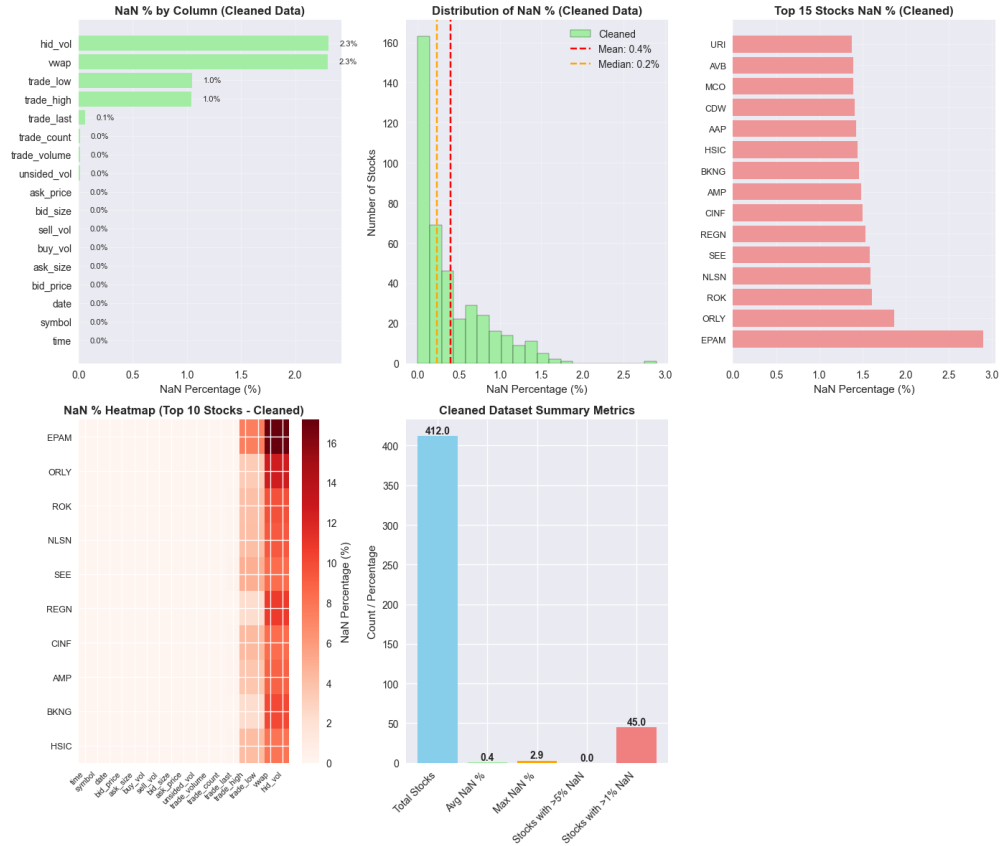 NaN % by Column (Cleaned Data)
hid_vol
vwap
trade_low
trade_high
trade_last
trade_count
trade_volume
unsided_vol
ask_price
bid_size
sell_vol
buy_vol
ask_size
bid_price
date
symbol
time
2.3%
2.3%
1.0%
1.0%
0.1%
0.0%
0.0%
0.0%
0.0%
0.0%
0.0%
0.0%
0.0%
0.0%
0.0%
0.0%
0.0%
0.0 0.5 1.0 1.5 2.0
NaN Percentage (%)
Distribution of NaN % (Cleaned Data)
Cleaned
Mean: 0.4%
Median: 0.2%
Number of Stocks
160
140
120
100
80
60
40
20
0
0.0 0.5 1.0 1.5 2.0 2.5 3.0
NaN Percentage (%)
Top 15 Stocks NaN % (Cleaned)
URI
AVB
MCO
CDW
AAP
HSIC
BKNG
AMP
CINF
REGN
SEE
NLSN
ROK
ORLY
EPAM
0.0 0.5 1.0 1.5 2.0 2.5 3.0
NaN Percentage (%)
NaN % Heatmap (Top 10 Stocks - Cleaned)
EPAM
ORLY
ROK
NLSN
SEE
REGN
CINF
AMP
BKNG
HSIC
time
symbol
date
bid_price
ask_size
buy_vol
sell_vol
bid_size
ask_price
unsided_vol
trade_volume
trade_count
trade_last
trade_high
trade_low
vwap
hid_vol
16
14
12
10
8
6
4
2
0
NaN Percentage (%)
Cleaned Dataset Summary Metrics
Count / Percentage
400
350
300
250
200
150
100
50
0
412.0
0.4
2.9
0.0
45.0
Total Stocks
Avg NaN %
Max NaN %
Stocks with >5% NaN
Stocks with >1% NaN